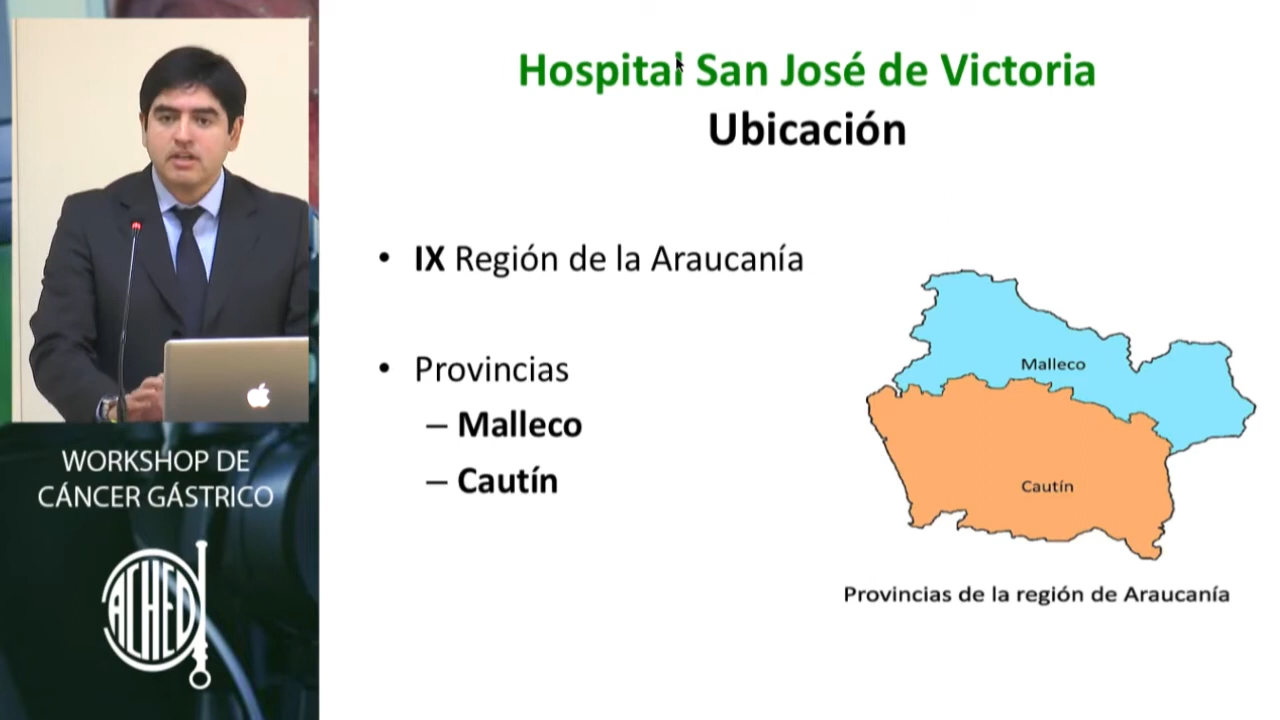 Hospital San José de Victoria
Ubicación
• IX Región de la Araucanía
• Provincias
– Malleco
– Cautín
Malleco
Cautín
Provincias de la región de Araucanía
WORKSHOP DE
CÁNCER GÁSTRICO
ACHED